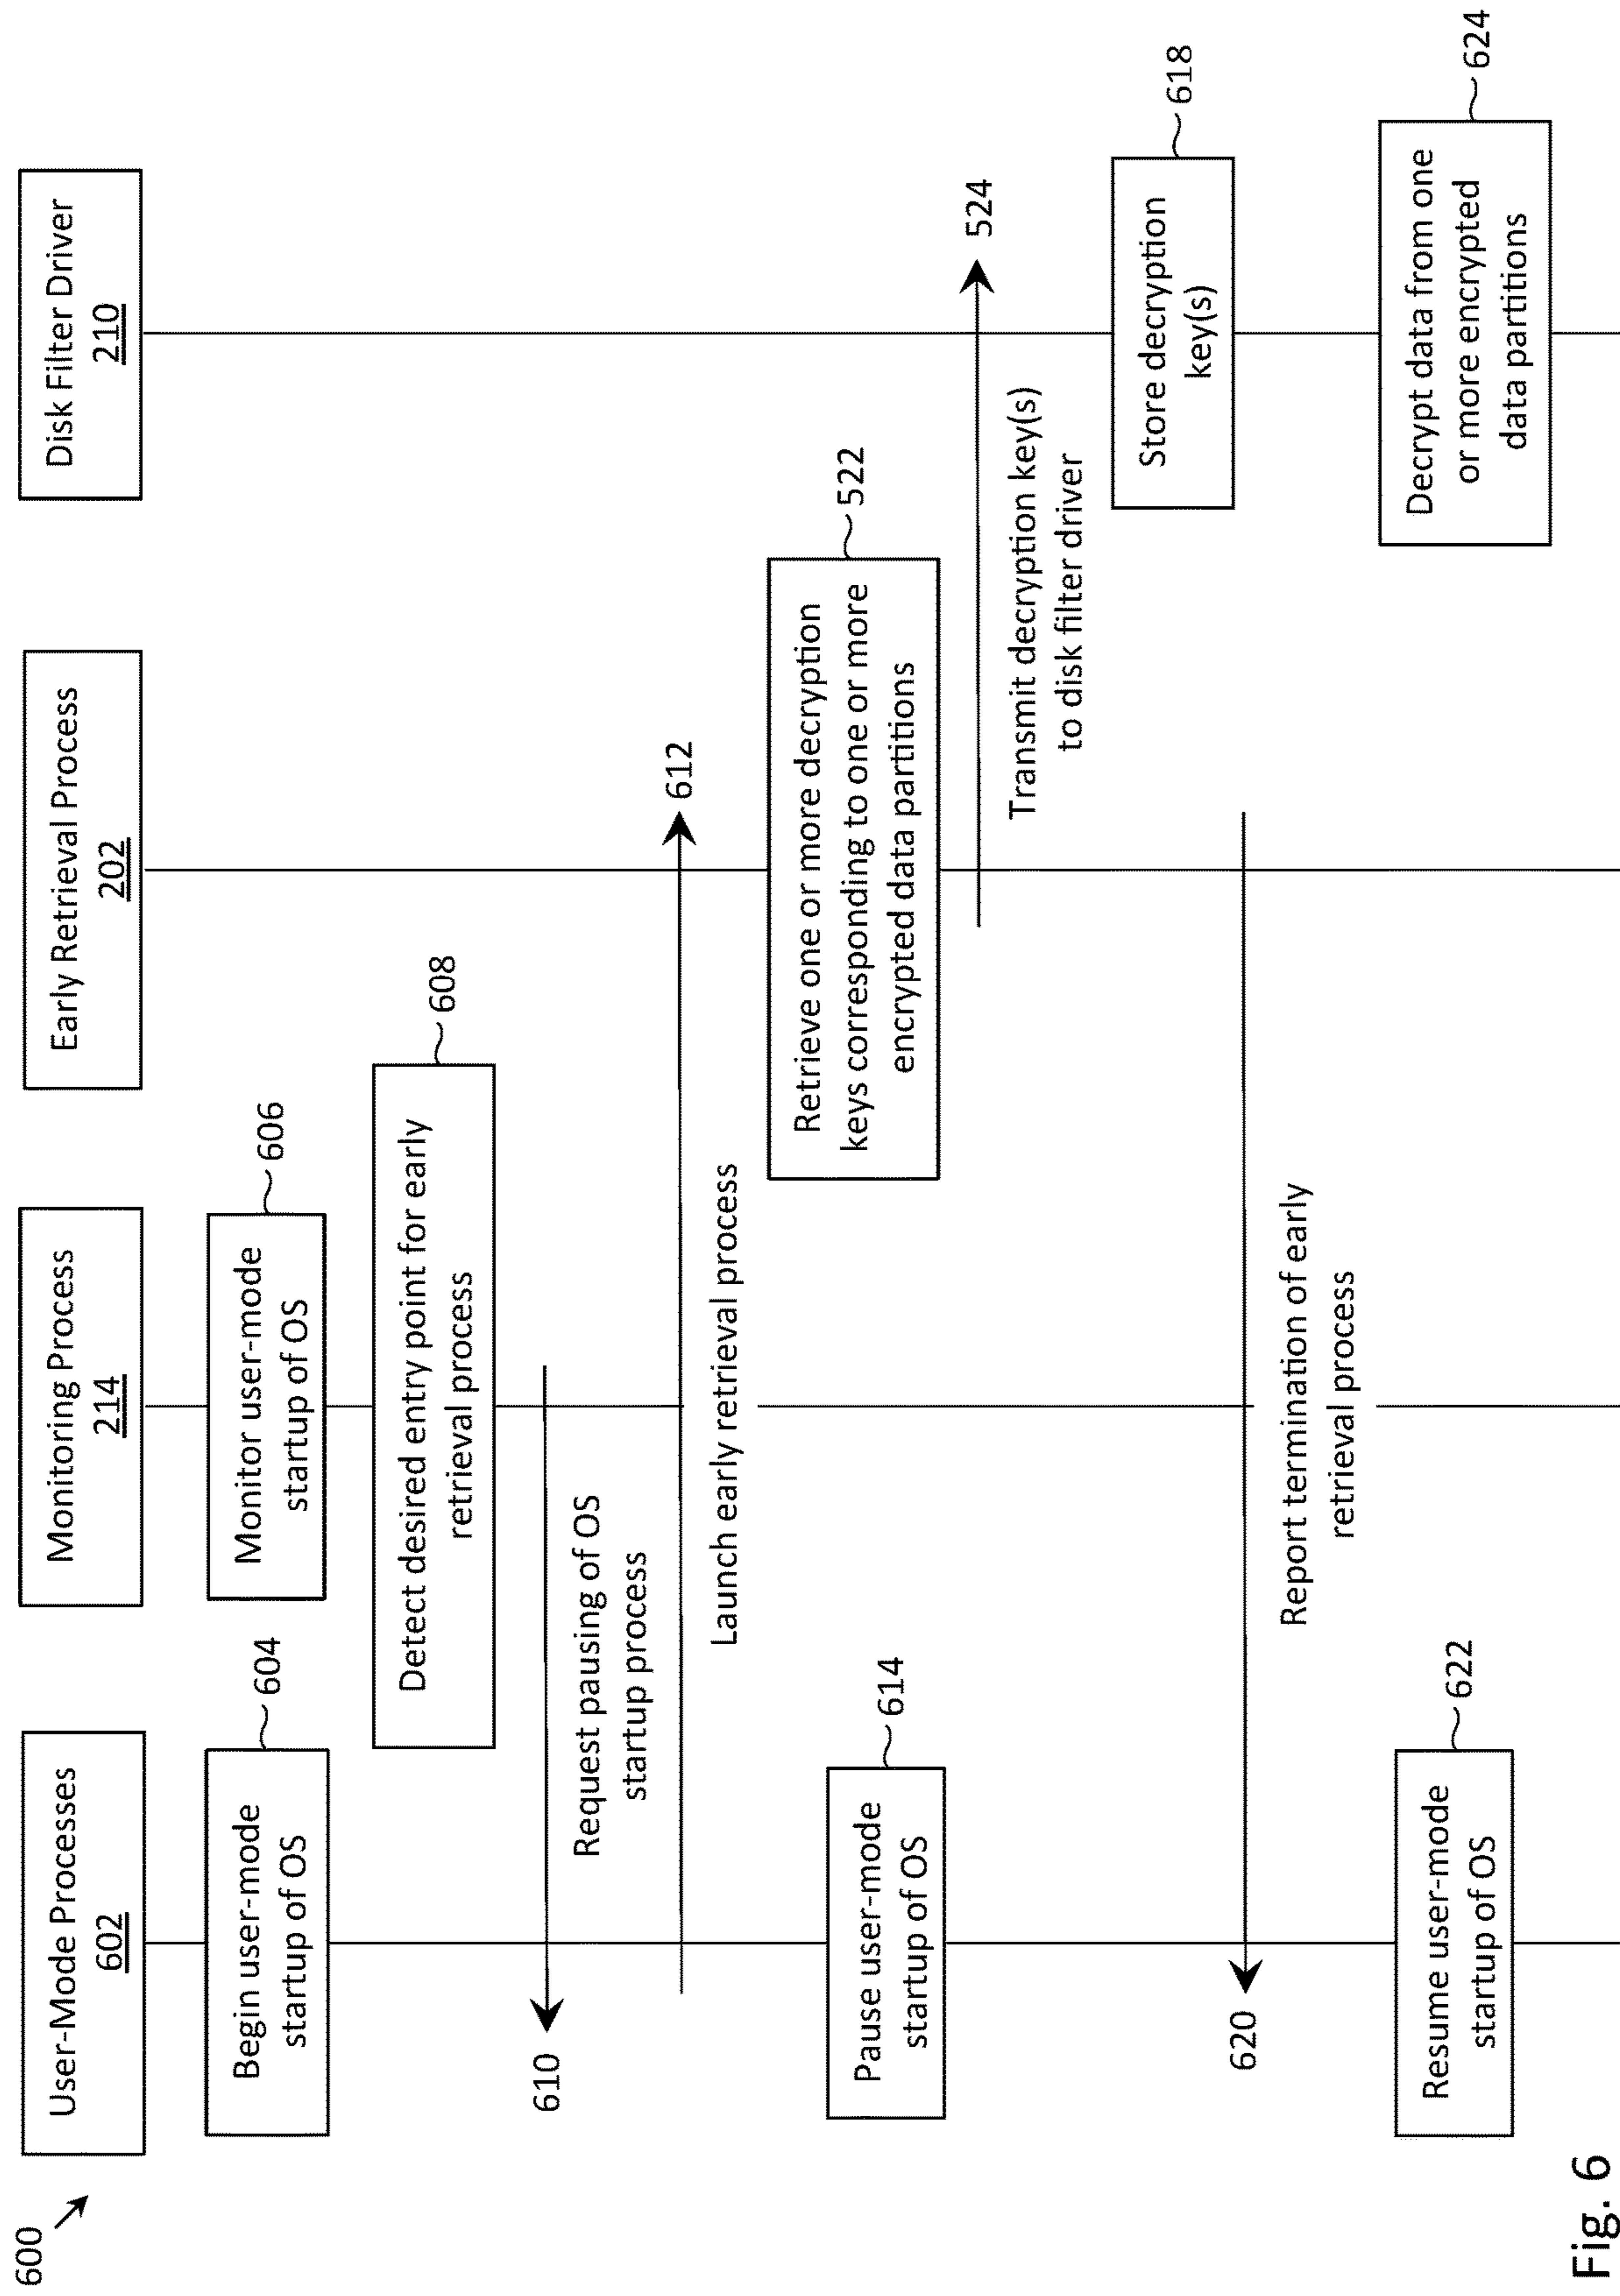 600
User-Mode Processes
602
Monitoring Process
214
Early Retrieval Process
202
Disk Filter Driver
210
Begin user-mode
startup of OS
604
Monitor user-mode
startup of OS
606
Detect desired entry point for early
retrieval process
608
610
Request pausing of OS
startup process
612
Launch early retrieval process
Retrieve one or more decryption
keys corresponding to one or more
encrypted data partitions
522
Pause user-mode
startup of OS
614
524
Transmit decryption key(s)
to disk filter driver
Store decryption
key(s)
618
620
Report termination of early
retrieval process
Resume user-mode
startup of OS
622
Decrypt data from one
or more encrypted
data partitions
624
Fig. 6